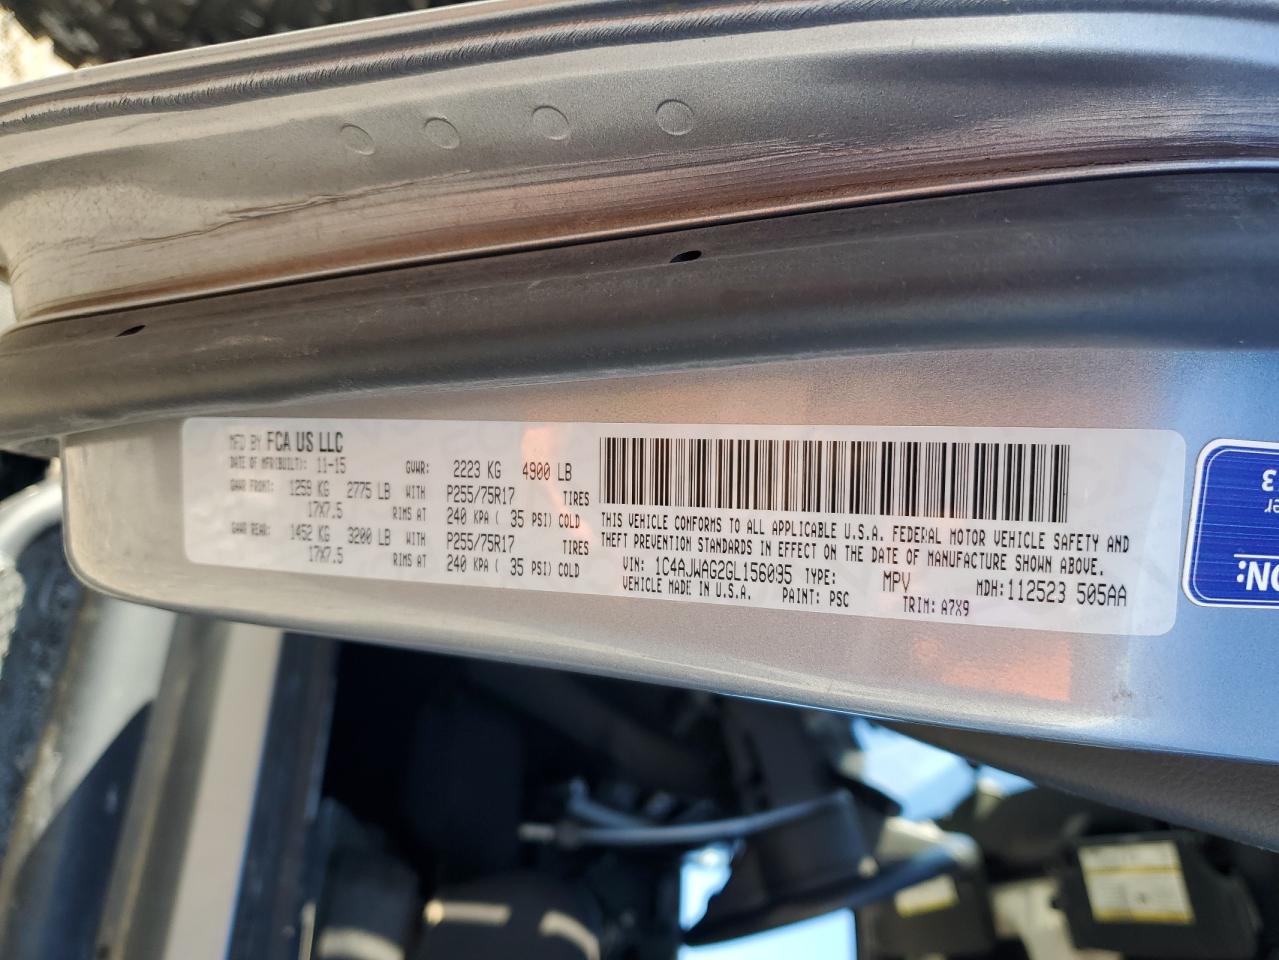 MFD BY FCA US LLC
DATE OF MFR(BUILT): 11-15 GVWR: 2223 KG 4900 LB
GAWR FRONT: 1259 KG 2775 LB WITH P255/75R17 TIRES
17X7.5 RIMS AT 240 KPA ( 35 PSI) COLD
GAWR REAR: 1452 KG 3200 LB WITH P255/75R17 TIRES
17X7.5 RIMS AT 240 KPA ( 35 PSI) COLD
THIS VEHICLE CONFORMS TO ALL APPLICABLE U.S.A. FEDERAL MOTOR VEHICLE SAFETY AND
THEFT PREVENTION STANDARDS IN EFFECT ON THE DATE OF MANUFACTURE SHOWN ABOVE.
VIN: 1C4AJWAG2GL156095 TYPE: MPV MDH: 112523 505AA
VEHICLE MADE IN U.S.A. PAINT: PSC TRIM: A7X9